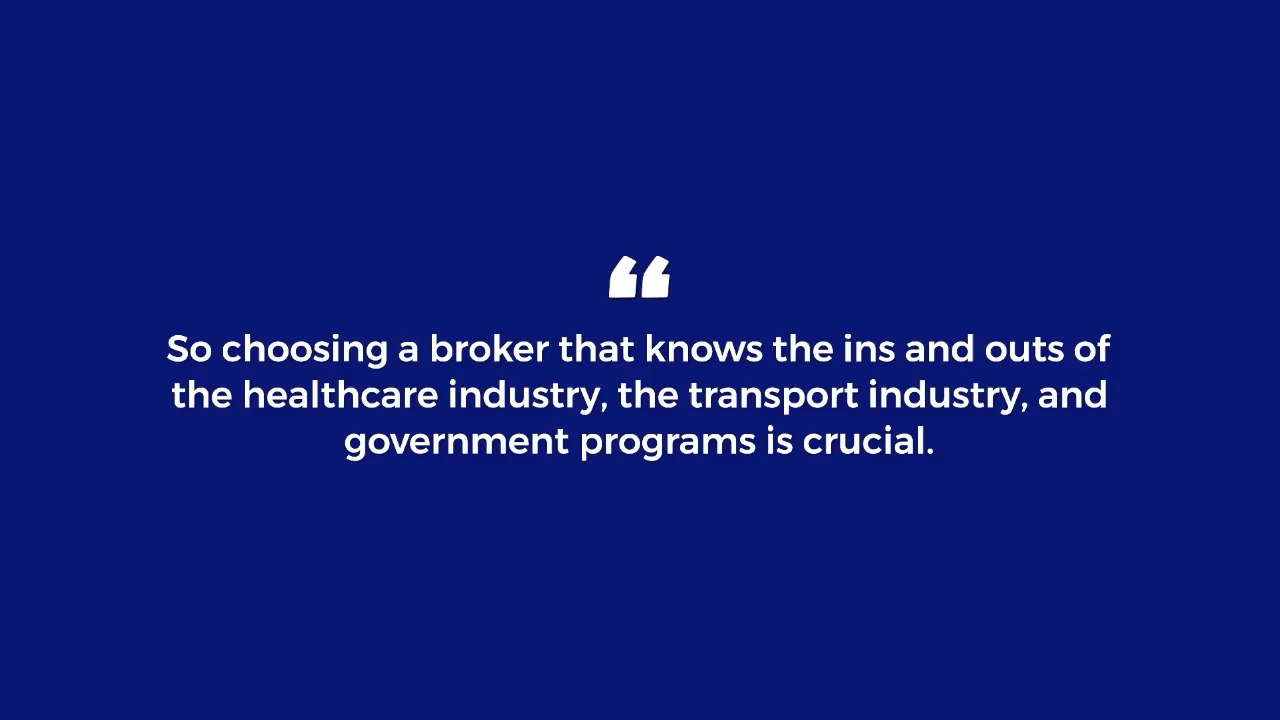 “
So choosing a broker that knows the ins and outs of
the healthcare industry, the transport industry, and
government programs is crucial.